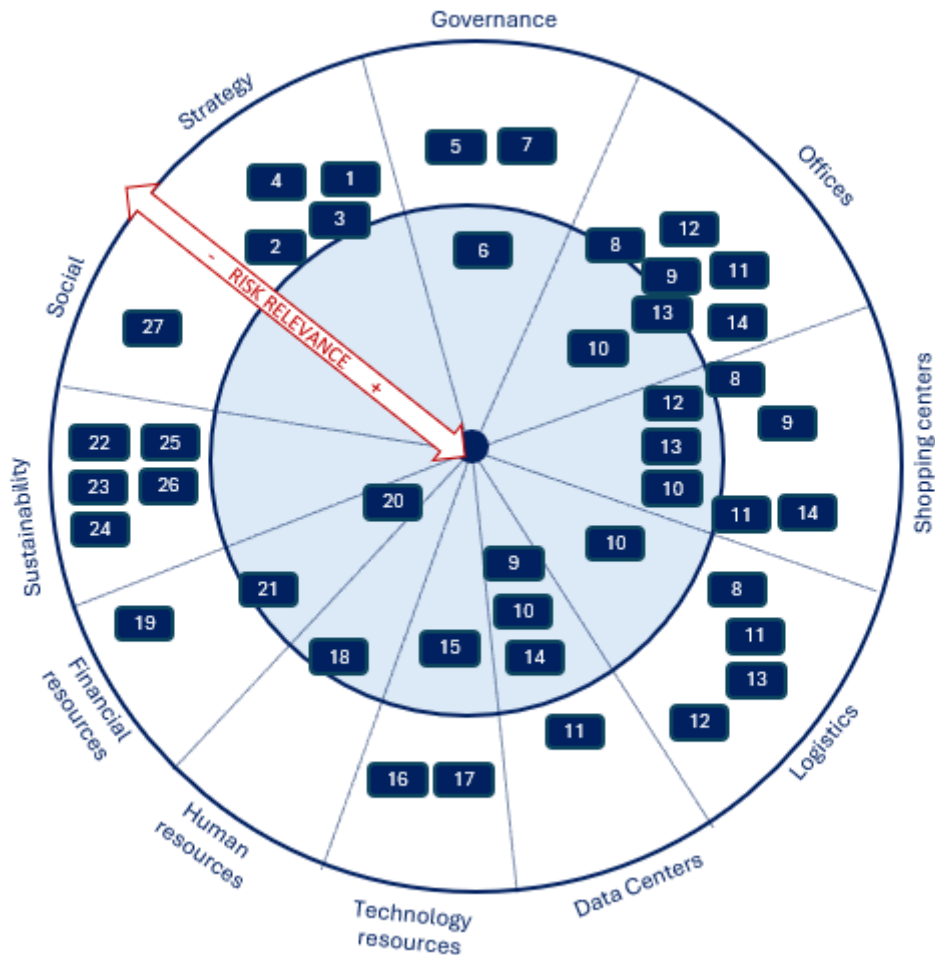 Governance
Strategy
Offices
5
7
4
1
3
2
6
12
8
9
11
13
14
10
Social
- RISK RELEVANCE +
27
8
12
9
13
10
11
14
Shopping centers
22
25
23
26
24
Sustainability
20
21
19
18
Financial
resources
15
9
10
14
10
8
11
13
12
Logistics
11
16
17
Human
resources
Technology
resources
Data Centers